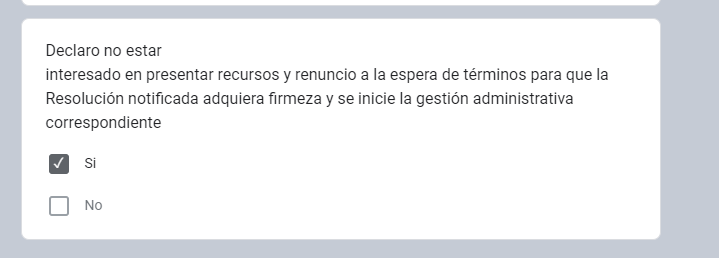 Declaro no estar
interesado en presentar recursos y renuncio a la espera de términos para que la
Resolución notificada adquiera firmeza y se inicie la gestión administrativa
correspondiente
Si
No